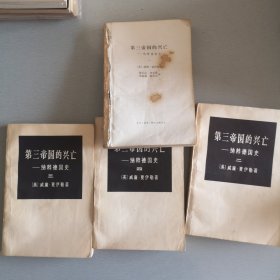 第三帝国的兴亡
第三帝国的兴亡
——纳粹德国史
三
(美)威廉·夏伊勒著
第三帝国的兴亡
——纳粹德国史
四
(美)威廉·夏伊勒著
第三帝国的兴亡
——纳粹德国史
二
(美)威廉·夏伊勒著